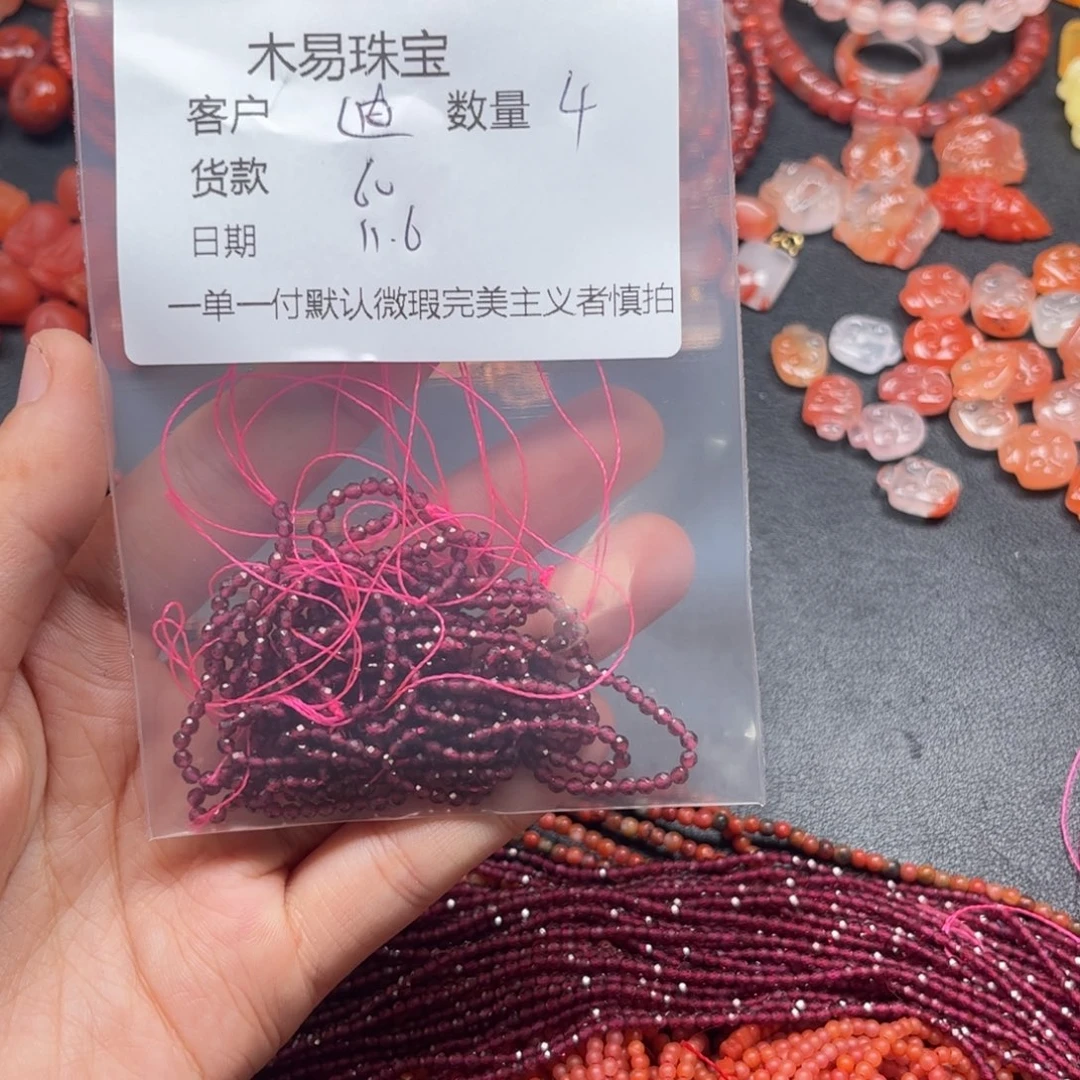 木易珠宝
客户 迪 数量 4
货款 60
日期 11.6
一单一付默认微瑕完美主义者慎拍